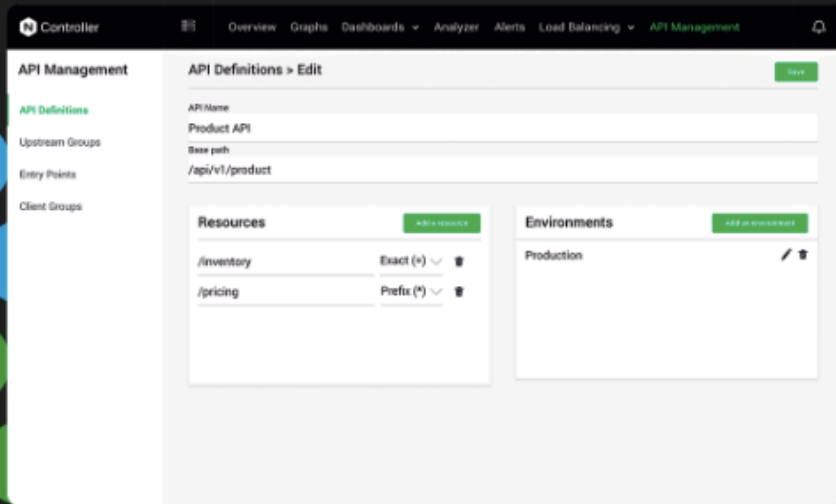 N Controller
Overview Graphs Dashboards Analyzer Alerts Load Balancing API Management
API Management
API Definitions
Upstream Groups
Entry Points
Client Groups
API Definitions > Edit
Save
API Name
Product API
Base path
/api/v1/product
Resources
Add a resource
/inventory
Exact (=)
/pricing
Prefix (*)
Environments
Add an environment
Production